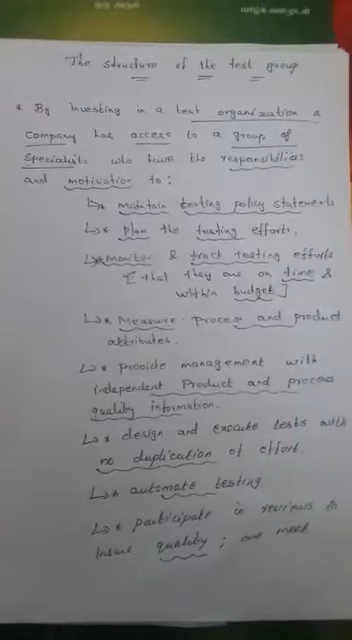 ஒரு அருள்
வாழ்க வளமுடன்
The structure of the test group
* By investing in a test organization a
company has access to a group of
specialists who have the responsibilities
and motivation to:
↳* Maintain testing policy statements
↳* plan the testing efforts.
↳* Monitor & track testing efforts
[ that they are on time &
within budget ]
↳* Measure process and product
attributes.
↳* provide management with
independent Product and process
quality information.
↳* design and execute tests with
no duplication of effort.
↳* automate testing
↳* participate in reviews to
insure quality; are meet